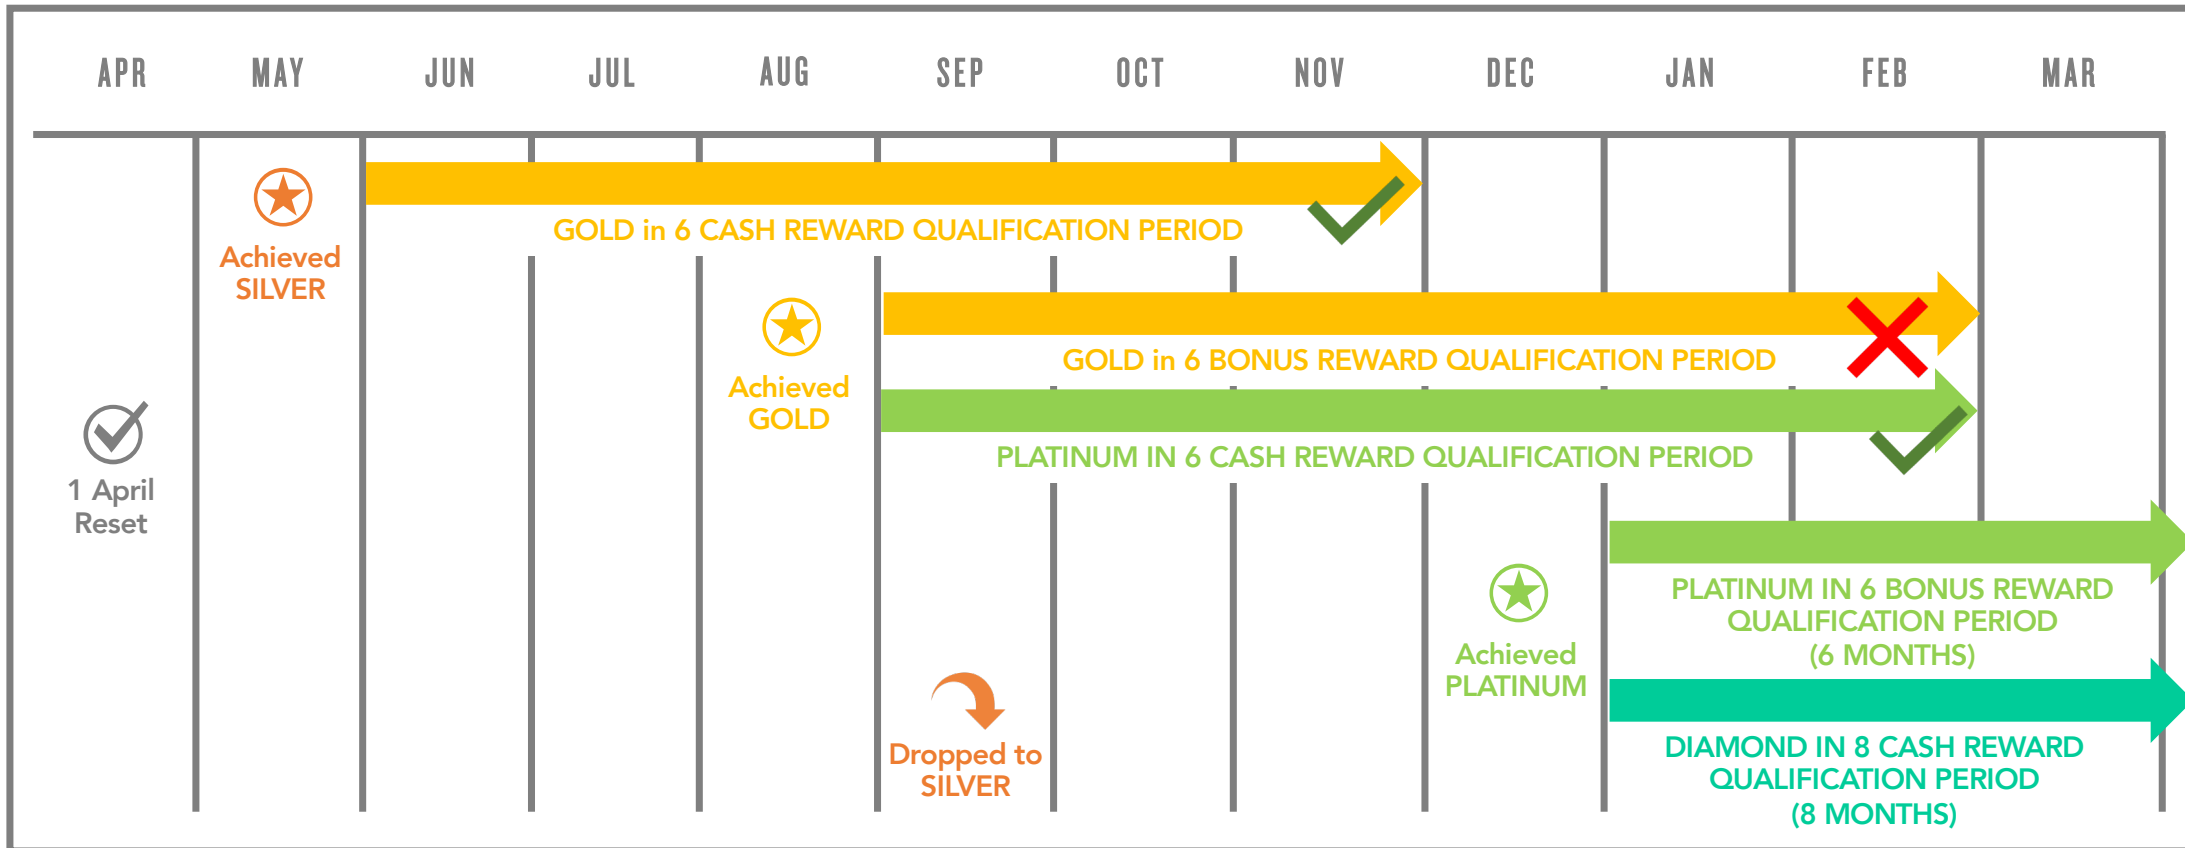 APR MAY JUN JUL AUG SEP OCT NOV DEC JAN FEB MAR
GOLD in 6 CASH REWARD QUALIFICATION PERIOD
Achieved
SILVER
GOLD in 6 BONUS REWARD QUALIFICATION PERIOD
Achieved
GOLD
PLATINUM IN 6 CASH REWARD QUALIFICATION PERIOD
1 April
Reset
PLATINUM IN 6 BONUS REWARD
QUALIFICATION PERIOD
(6 MONTHS)
Achieved
PLATINUM
Dropped to
SILVER
DIAMOND IN 8 CASH REWARD
QUALIFICATION PERIOD
(8 MONTHS)